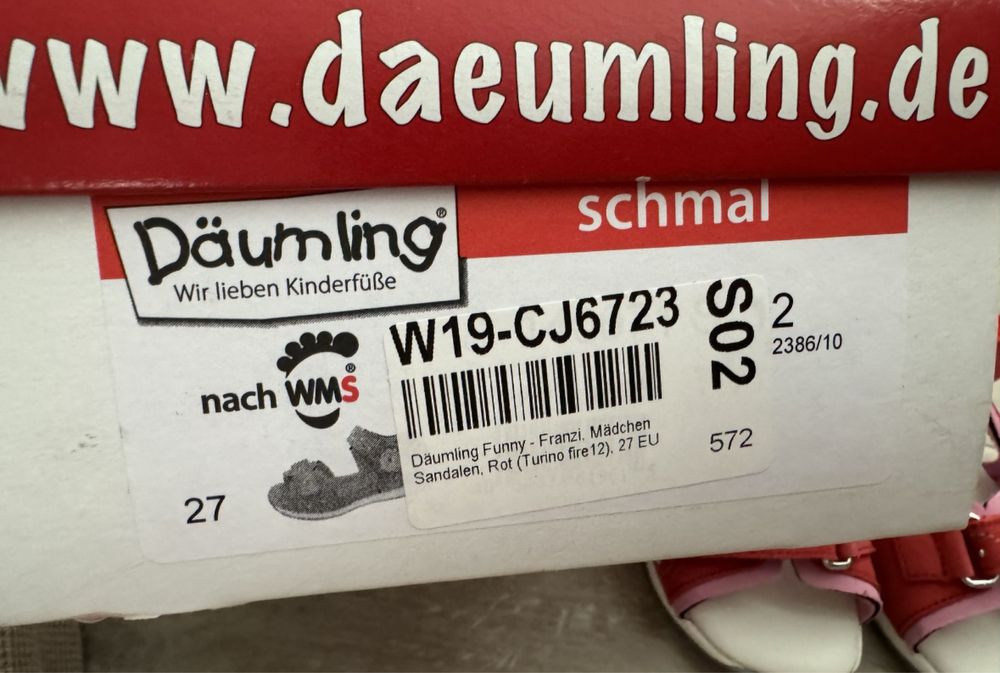 www.daeumling.de
schmal
Däumling®
Wir lieben Kinderfüße
nach WMS®
W19-CJ6723
S02
2
2386/10
Däumling Funny - Franzi, Mädchen
Sandalen, Rot (Turino fire12), 27 EU
572
27